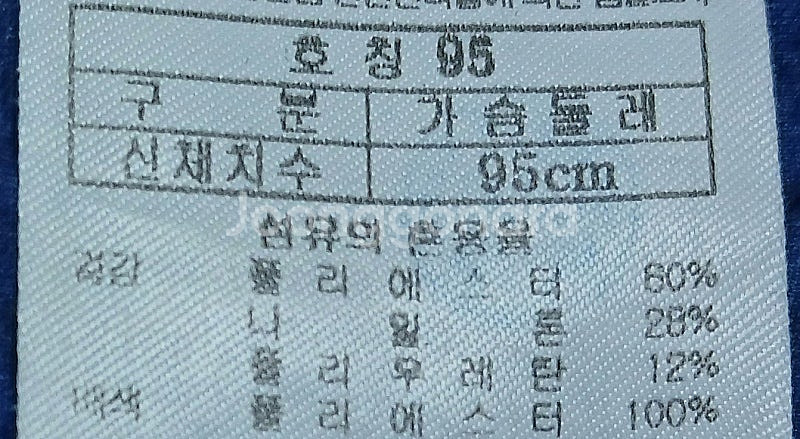 호 칭 95
구 분 가 슴 둘 레
신체치수 95cm
Joonggonara
섬유의 혼용율
겉감 폴 리 에 스 터 60%
나 일 론 28%
폴 리 우 레 탄 12%
배색 폴 리 에 스 터 100%